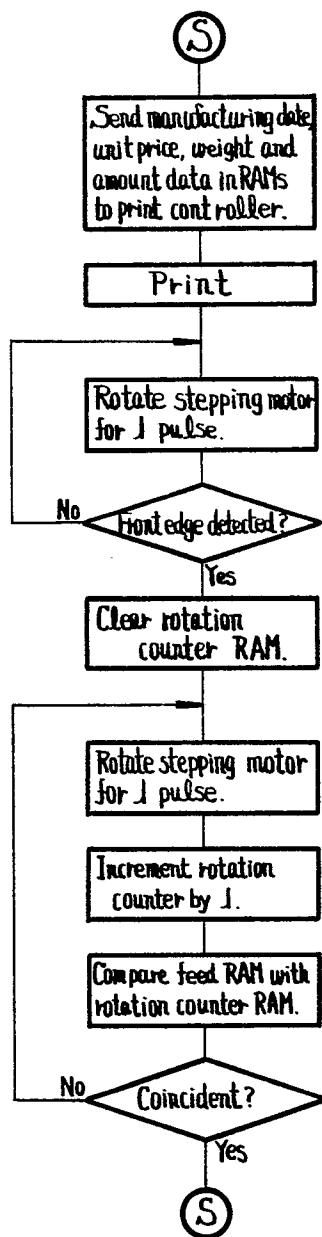 S
Send manufacturing date,
unit price, weight and
amount data in RAMs
to print controller.
Print
Rotate stepping motor
for 1 pulse.
No
Front edge detected?
Yes
Clear rotation
counter RAM.
Rotate stepping motor
for 1 pulse.
Increment rotation
counter by 1.
Compare feed RAM with
rotation counter RAM.
No
Coincident?
Yes
S